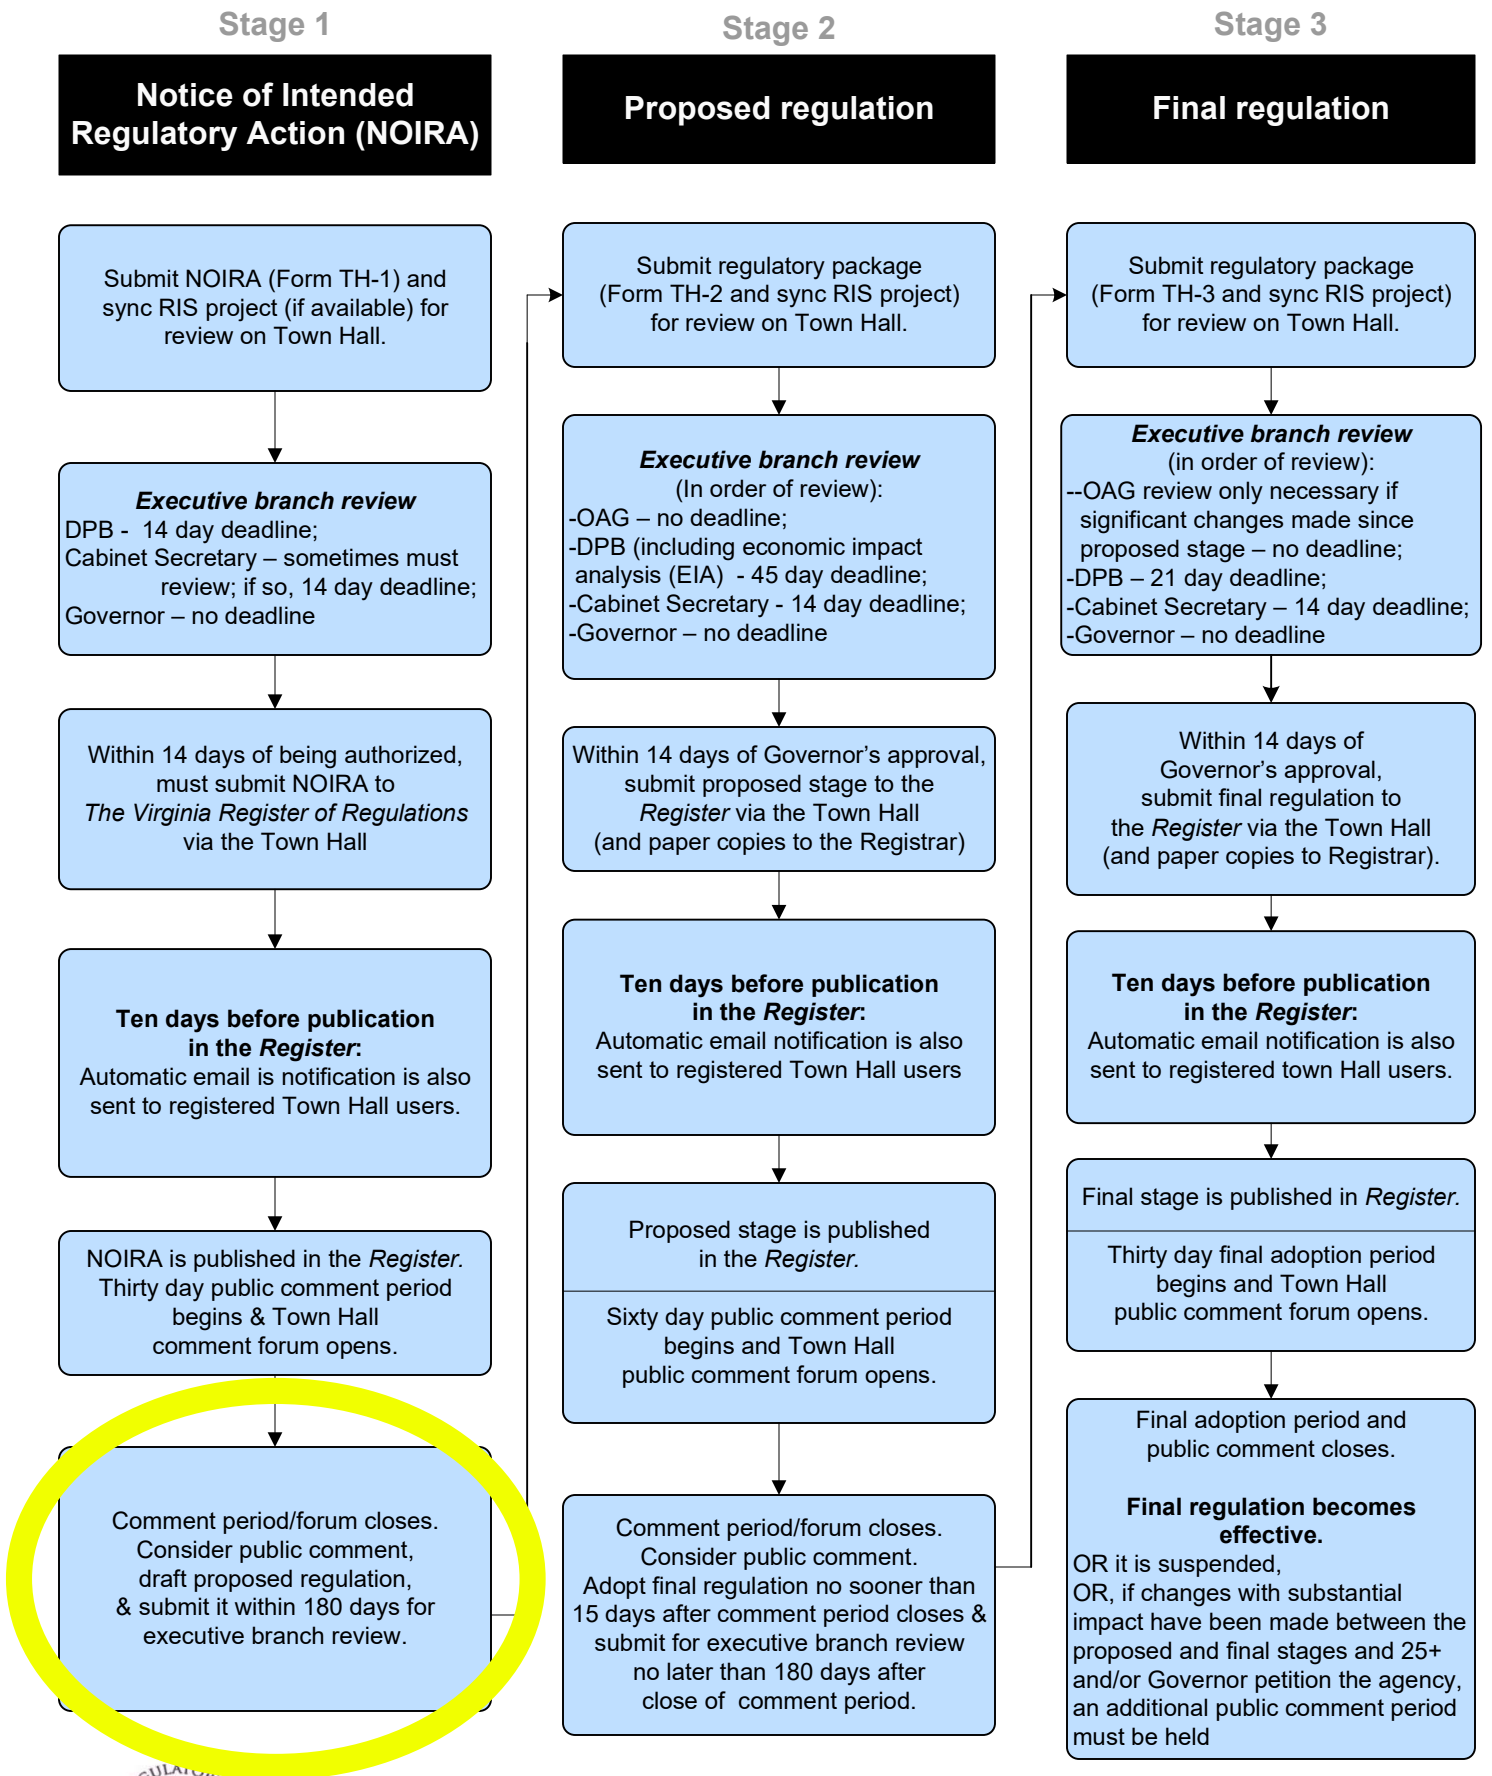 Stage 1
Notice of Intended
Regulatory Action (NOIRA)
Submit NOIRA (Form TH-1) and
sync RIS project (if available) for
review on Town Hall.
Executive branch review
DPB - 14 day deadline;
Cabinet Secretary – sometimes must
review; if so, 14 day deadline;
Governor – no deadline
Within 14 days of being authorized,
must submit NOIRA to
The Virginia Register of Regulations
via the Town Hall
Ten days before publication
in the Register:
Automatic email is notification is also
sent to registered Town Hall users.
NOIRA is published in the Register.
Thirty day public comment period
begins & Town Hall
comment forum opens.
Comment period/forum closes.
Consider public comment,
draft proposed regulation,
& submit it within 180 days for
executive branch review.
Stage 2
Proposed regulation
Submit regulatory package
(Form TH-2 and sync RIS project)
for review on Town Hall.
Executive branch review
(In order of review):
-OAG – no deadline;
-DPB (including economic impact
analysis (EIA) - 45 day deadline;
-Cabinet Secretary - 14 day deadline;
-Governor – no deadline
Within 14 days of Governor’s approval,
submit proposed stage to the
Register via the Town Hall
(and paper copies to the Registrar)
Ten days before publication
in the Register:
Automatic email notification is also
sent to registered Town Hall users
Proposed stage is published
in the Register.
Sixty day public comment period
begins and Town Hall
public comment forum opens.
Comment period/forum closes.
Consider public comment.
Adopt final regulation no sooner than
15 days after comment period closes &
submit for executive branch review
no later than 180 days after
close of comment period.
Stage 3
Final regulation
Submit regulatory package
(Form TH-3 and sync RIS project)
for review on Town Hall.
Executive branch review
(in order of review):
--OAG review only necessary if
significant changes made since
proposed stage – no deadline;
-DPB – 21 day deadline;
-Cabinet Secretary – 14 day deadline;
-Governor – no deadline
Within 14 days of
Governor’s approval,
submit final regulation to
the Register via the Town Hall
(and paper copies to Registrar).
Ten days before publication
in the Register:
Automatic email notification is also
sent to registered town Hall users.
Final stage is published in Register.
Thirty day final adoption period
begins and Town Hall
public comment forum opens.
Final adoption period and
public comment closes.
Final regulation becomes
effective.
OR it is suspended,
OR, if changes with substantial
impact have been made between the
proposed and final stages and 25+
and/or Governor petition the agency,
an additional public comment period
must be held